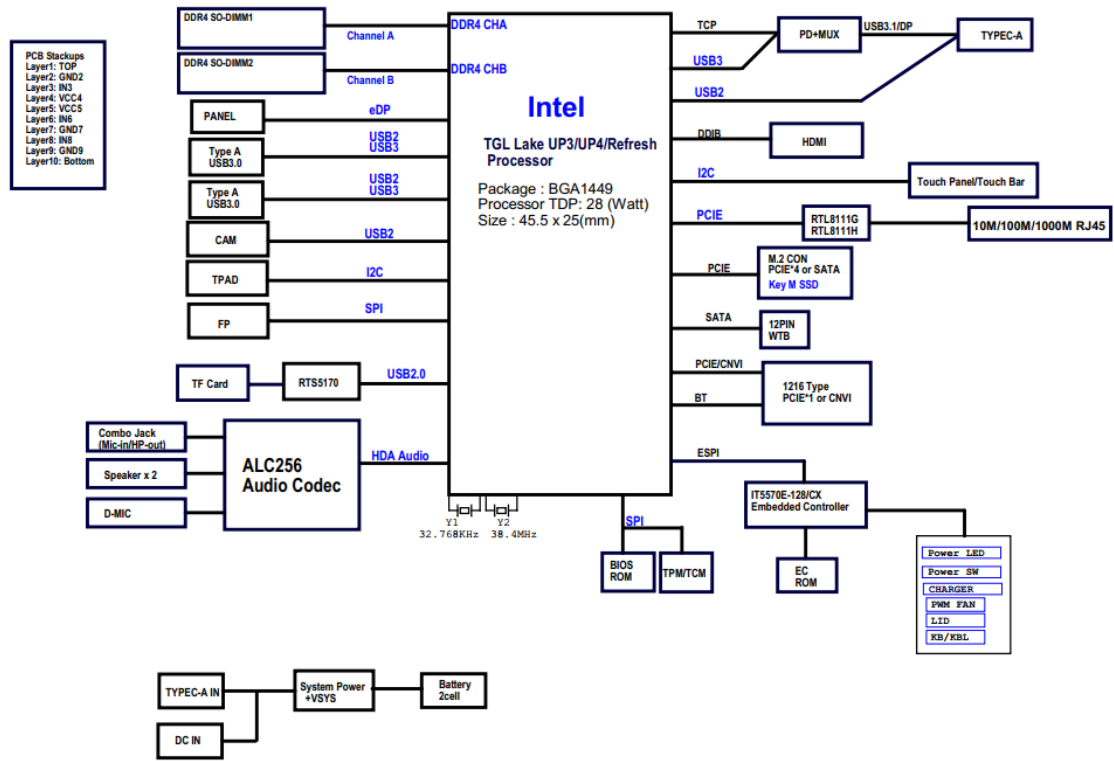 PCB Stackups
Layer1: TOP
Layer2: GND2
Layer3: IN3
Layer4: VCC4
Layer5: VCC5
Layer6: IN6
Layer7: GND7
Layer8: IN8
Layer9: GND9
Layer10: Bottom
DDR4 SO-DIMM1
Channel A
DDR4 CHA
DDR4 SO-DIMM2
Channel B
DDR4 CHB
PANEL
eDP
Type A
USB3.0
USB2
USB3
Type A
USB3.0
USB2
USB3
CAM
USB2
TPAD
I2C
FP
SPI
TF Card
RTS5170
USB2.0
Combo Jack
(Mic-in/HP-out)
Speaker x 2
D-MIC
ALC256
Audio Codec
HDA Audio
Intel
TGL Lake UP3/UP4/Refresh
Processor
Package : BGA1449
Processor TDP: 28 (Watt)
Size : 45.5 x 25(mm)
Y1
32.768KHz
Y2
38.4MHz
TCP
USB3
USB2
PD+MUX
USB3.1/DP
TYPEC-A
DDIB
HDMI
I2C
Touch Panel/Touch Bar
PCIE
RTL8111G
RTL8111H
10M/100M/1000M RJ45
PCIE
M.2 CON
PCIE*4 or SATA
Key M SSD
SATA
12PIN
WTB
PCIE/CNVI
BT
1216 Type
PCIE*1 or CNVI
ESPI
IT5570E-128/CX
Embedded Controller
SPI
BIOS
ROM
TPM/TCM
EC
ROM
Power LED
Power SW
CHARGER
PWM FAN
LID
KB/KBL
TYPEC-A IN
DC IN
System Power
+VSYS
Battery
2cell